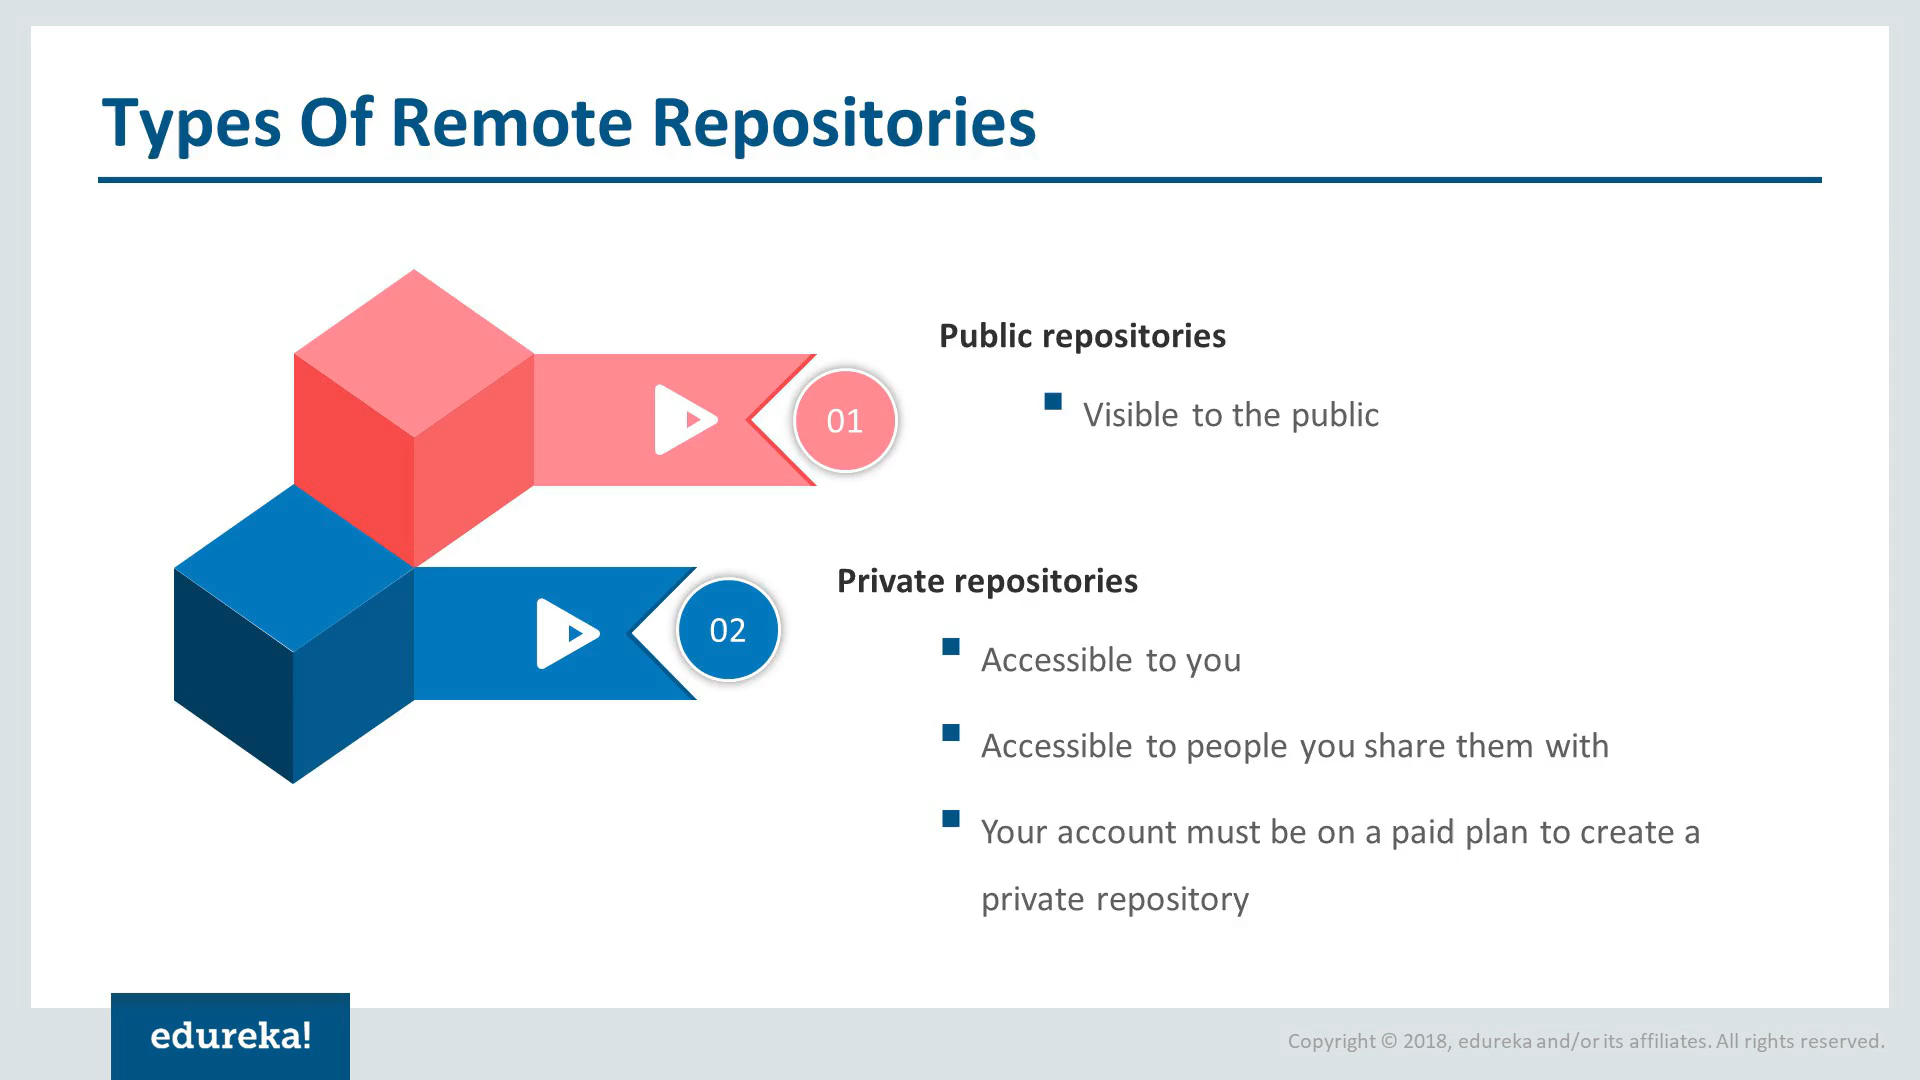 Types Of Remote Repositories
01
Public repositories
Visible to the public
02
Private repositories
Accessible to you
Accessible to people you share them with
Your account must be on a paid plan to create a
private repository
edureka!
Copyright © 2018, edureka and/or its affiliates. All rights reserved.